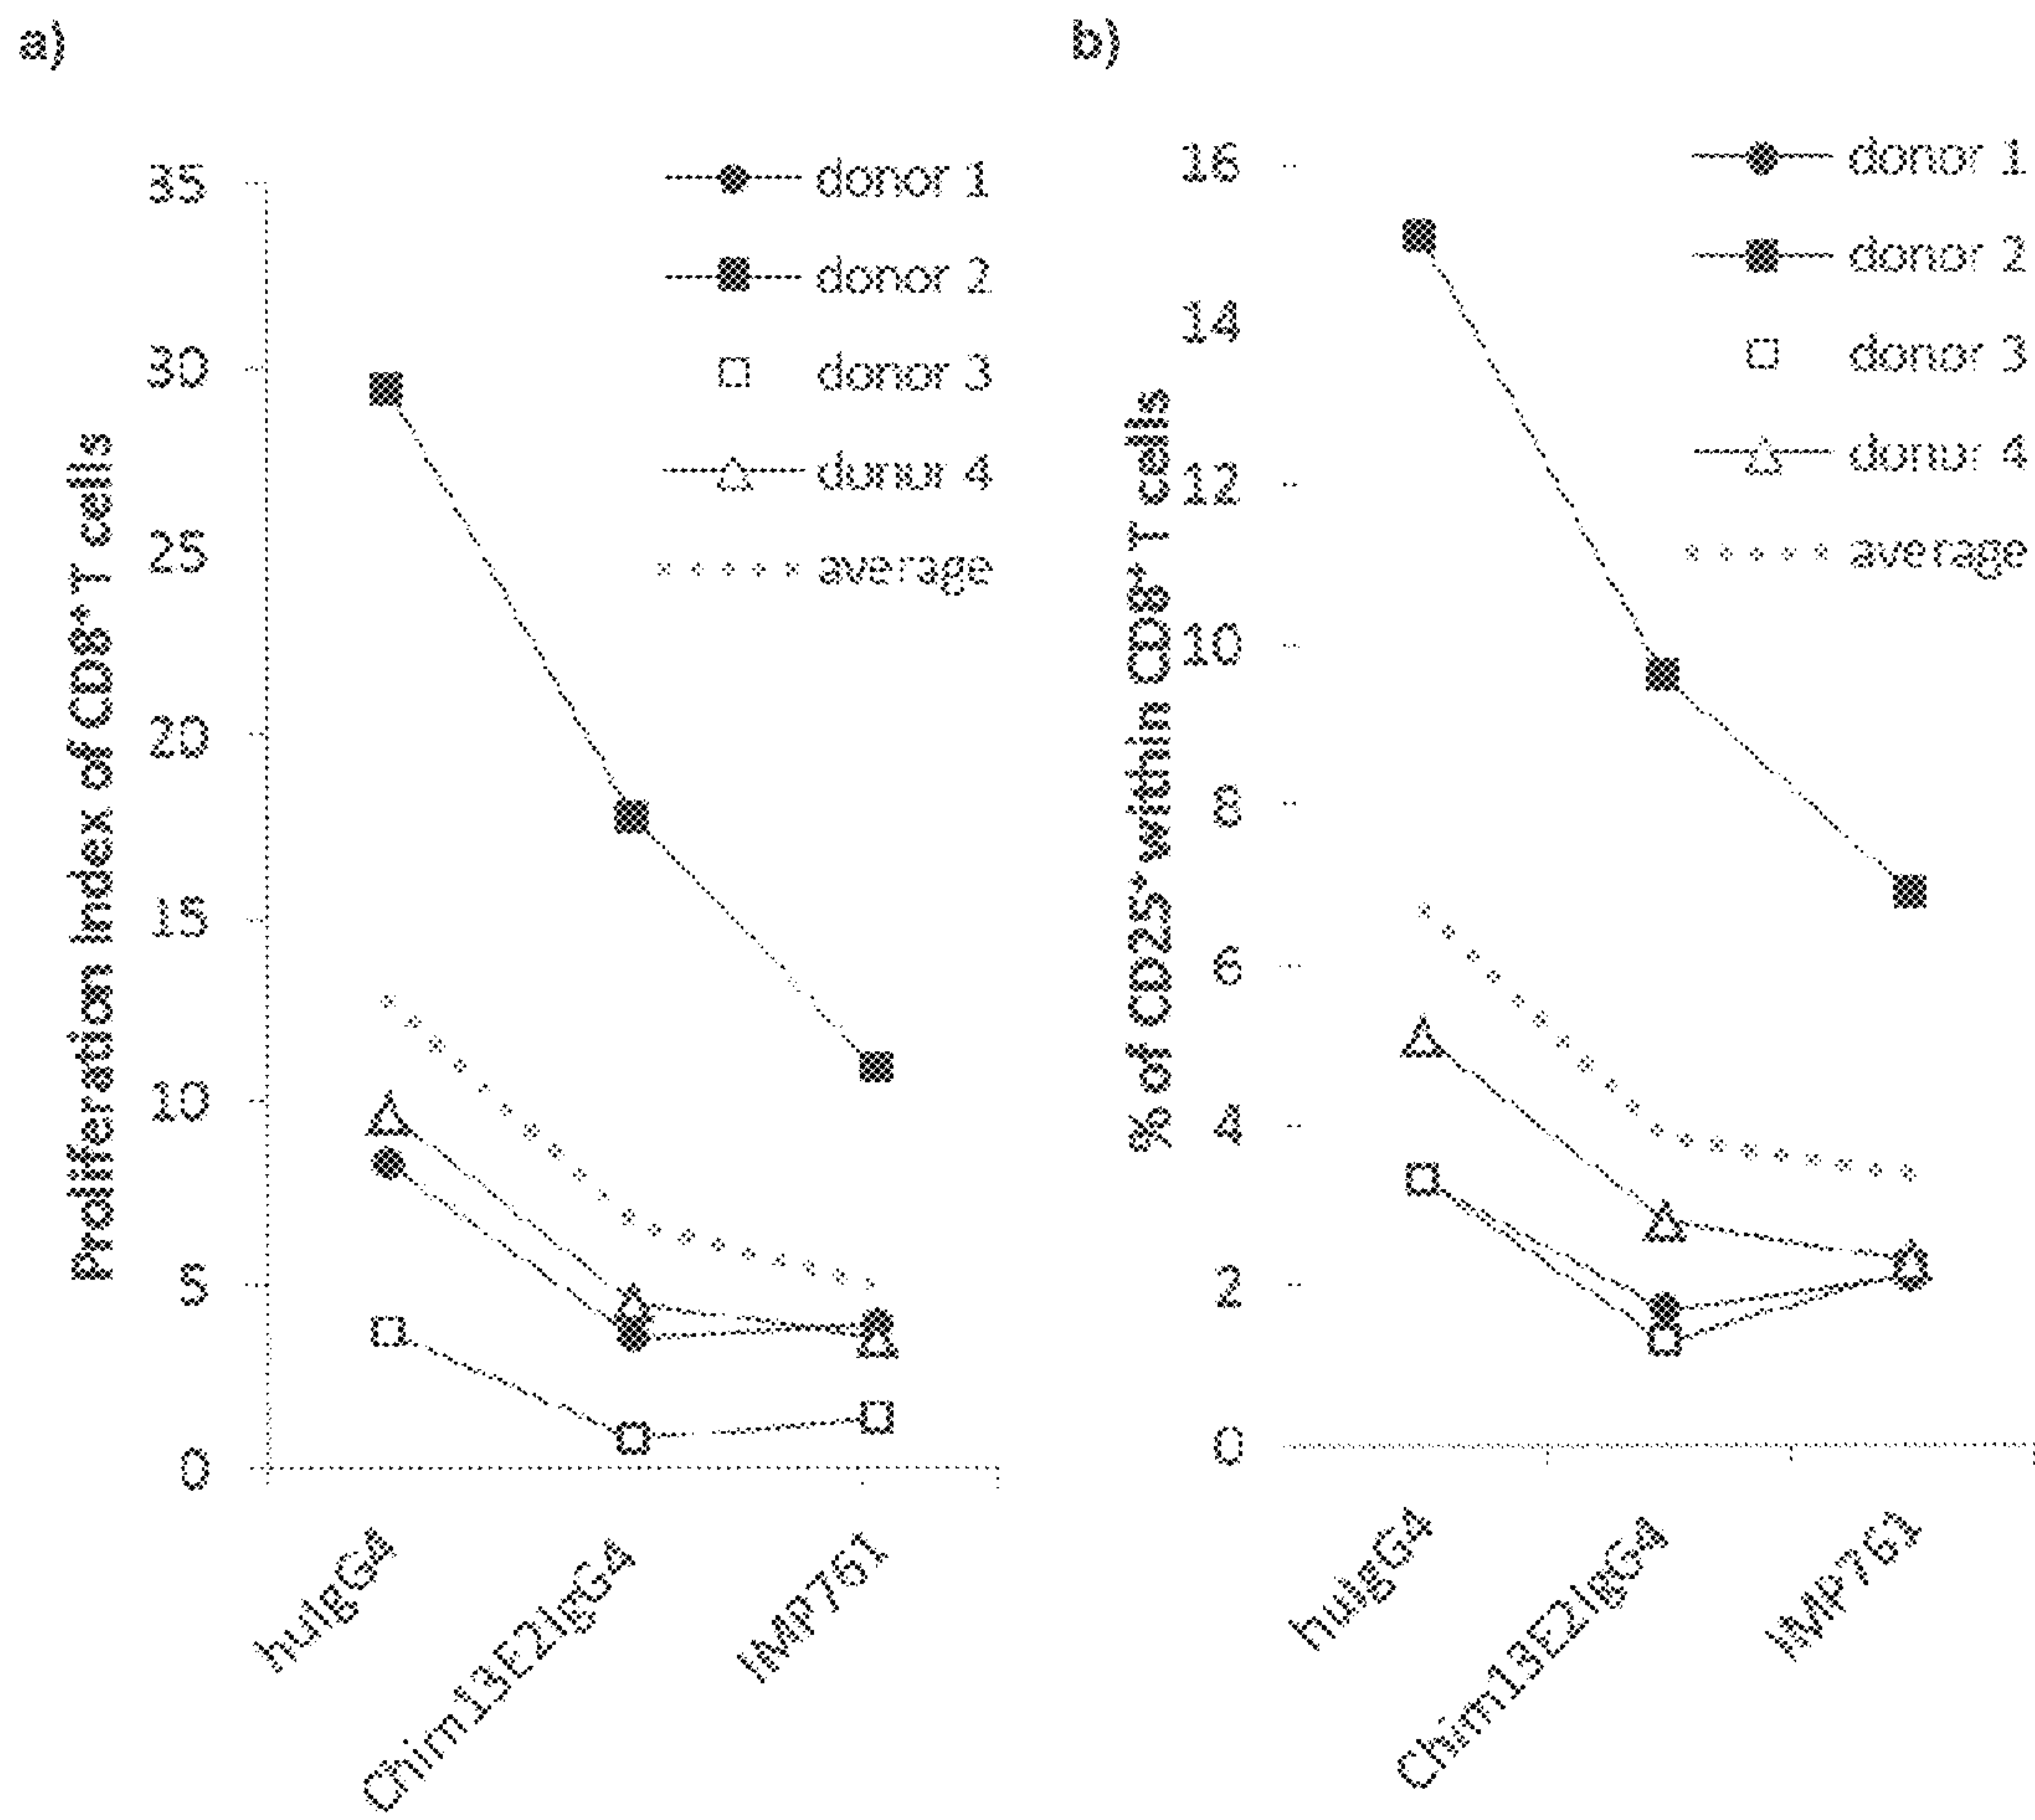 a)
Proliferation Index of CD8⁺ T cells
35
30
25
20
15
10
5
0
donor 1
donor 2
donor 3
donor 4
average
huIgG4
Chim13E2IgG4
IMP761
b)
% of CD25⁺ within CD8⁺ T cells
16
14
12
10
8
6
4
2
0
donor 1
donor 2
donor 3
donor 4
average
huIgG4
Chim13E2IgG4
IMP761